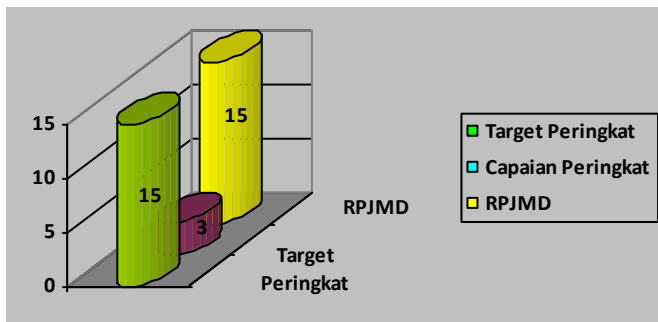 15
10
5
0
15
3
15
RPJMD
Target
Peringkat
Target Peringkat
Capaian Peringkat
RPJMD